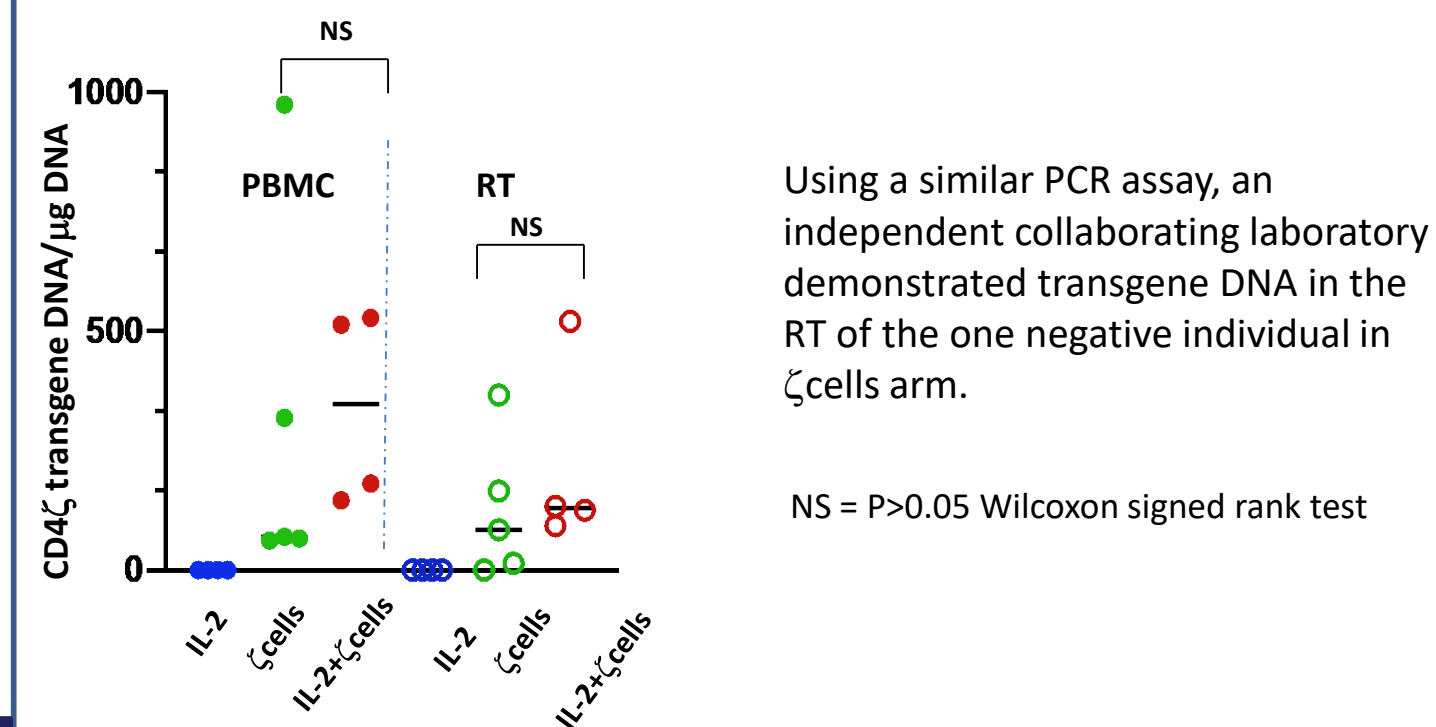 NS
1000
CD4ζ transgene DNA/µg DNA
PBMC
RT
NS
500
0
IL-2
ζcells
IL-2+ζcells
IL-2
ζcells
IL-2+ζcells
Using a similar PCR assay, an
independent collaborating laboratory
demonstrated transgene DNA in the
RT of the one negative individual in
ζcells arm.
NS = P>0.05 Wilcoxon signed rank test